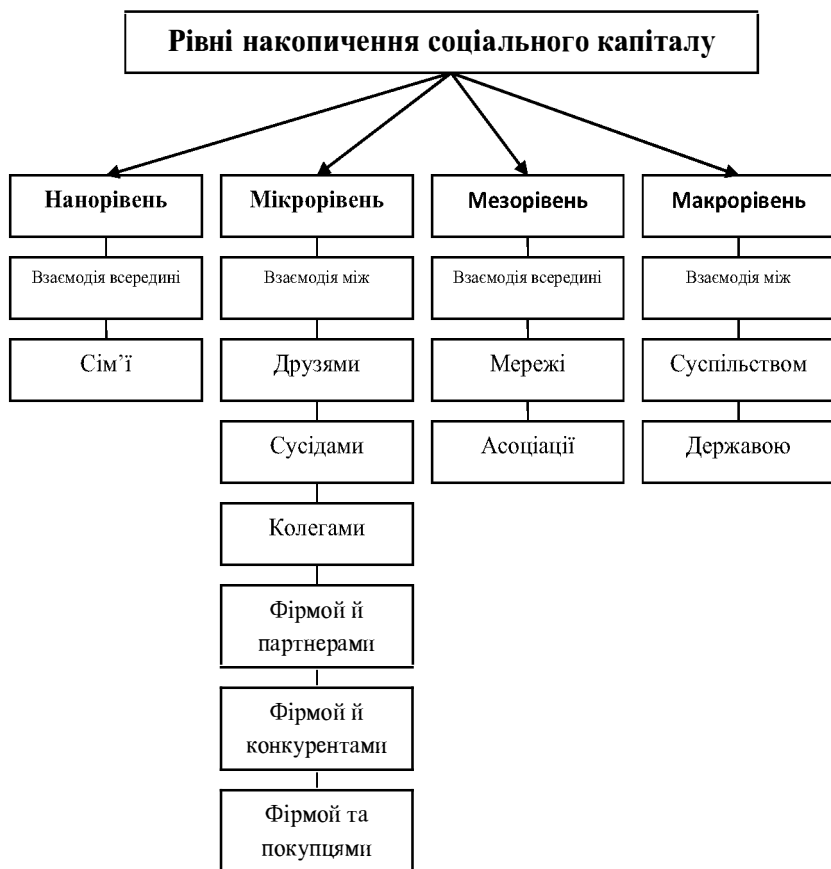 Рівні накопичення соціального капіталу
Нанорівень
Взаємодія всередині
Сім’ї
Мікрорівень
Взаємодія між
Друзями
Сусідами
Колегами
Фірмой й
партнерами
Фірмой й
конкурентами
Фірмой та
покупцями
Мезорівень
Взаємодія всередині
Мережі
Асоціації
Макрорівень
Взаємодія між
Суспільством
Державою